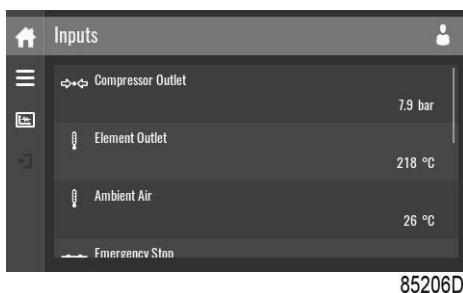 Inputs
Compressor Outlet
7.9 bar
Element Outlet
218 °C
Ambient Air
26 °C
Emergency Stop
85206D